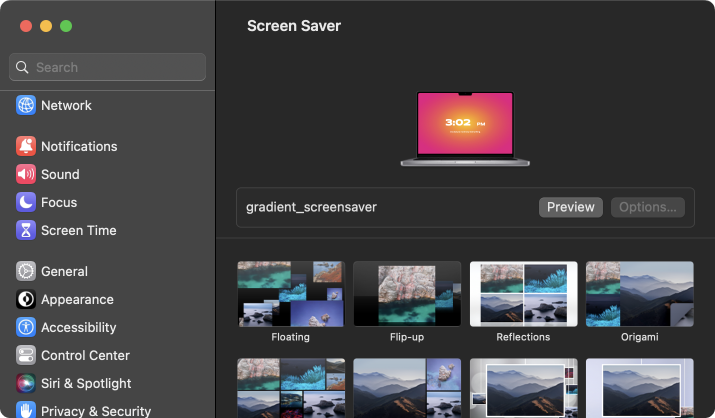 Screen Saver
Search
Network
Notifications
Sound
Focus
Screen Time
General
Appearance
Accessibility
Control Center
Siri & Spotlight
Privacy & Security
3:02 PM
gradient_screensaver
Preview
Options...
Floating
Flip-up
Reflections
Origami